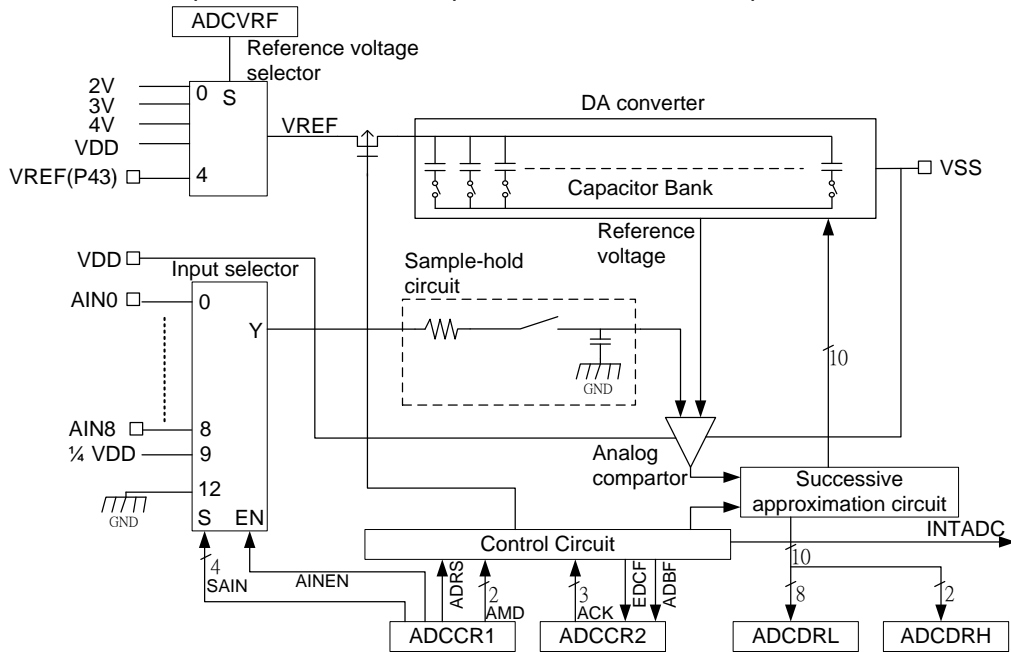 ADCVRF
Reference voltage
selector
2V
3V
4V
VDD
VREF(P43)
0
S
4
VREF
DA converter
Capacitor Bank
VSS
Reference
voltage
VDD
Input selector
AIN0
0
Y
AIN8
8
¼ VDD
9
12
GND
S
EN
Sample-hold
circuit
GND
10
Analog
compartor
Successive
approximation circuit
INTADC
Control Circuit
10
4
SAIN
AINEN
ADRS
2
AMD
3
ACK
EDCF
ADBF
8
2
ADCCR1
ADCCR2
ADCDRL
ADCDRH